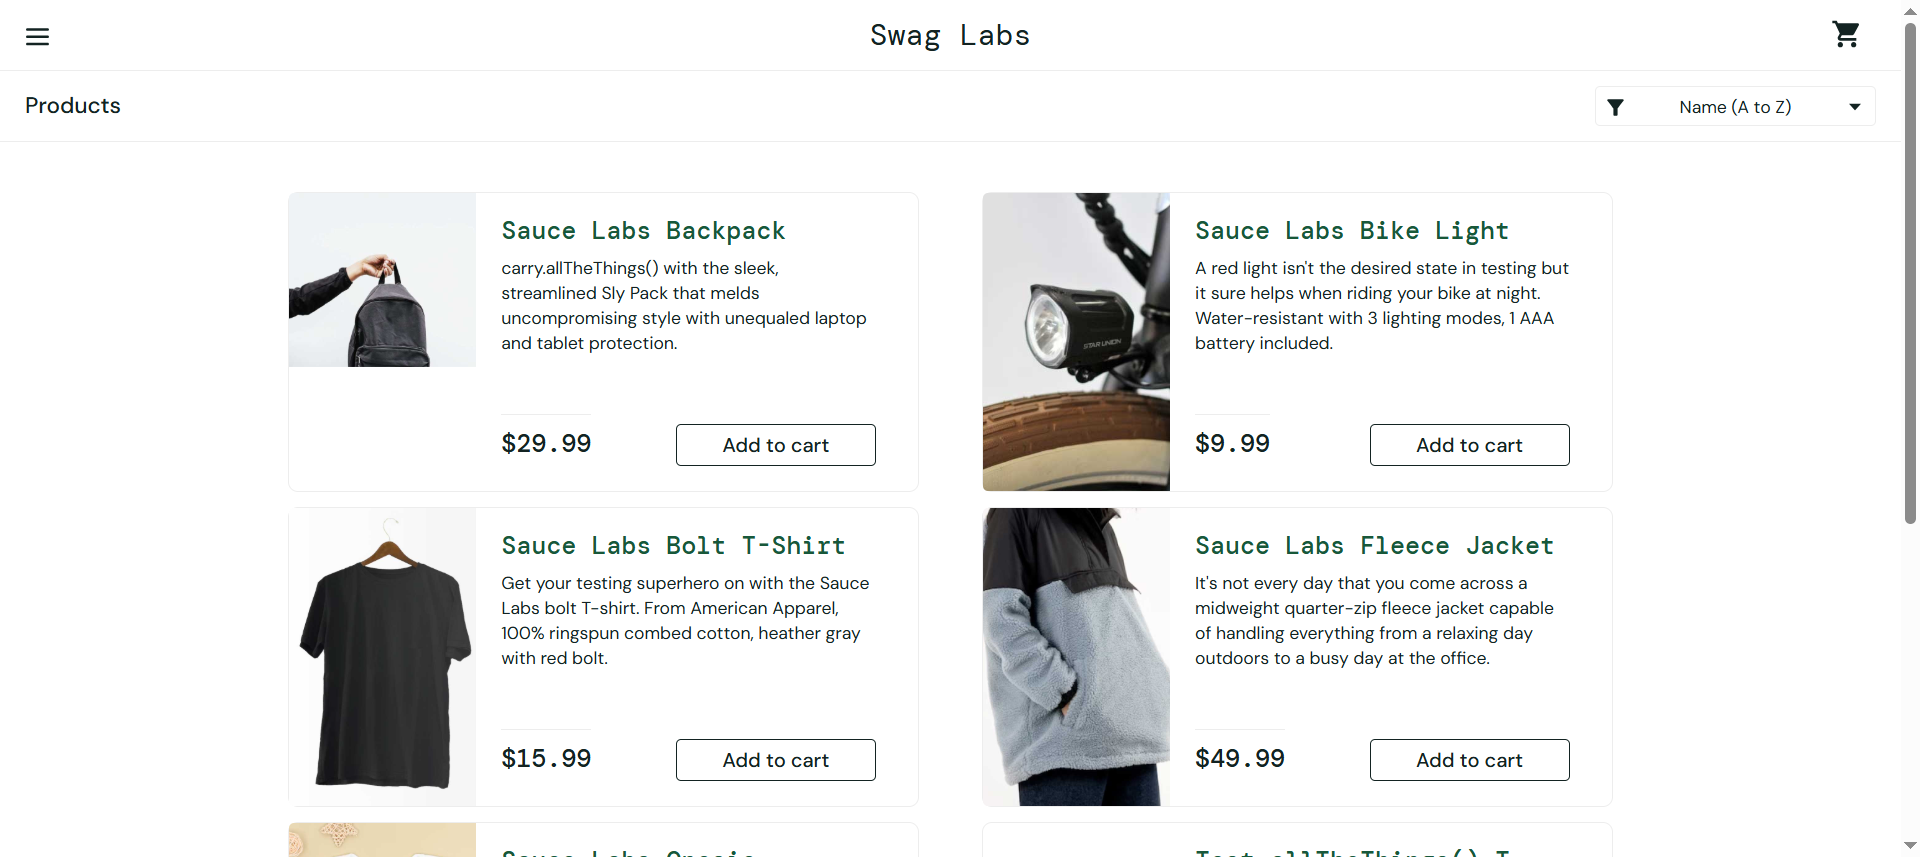 Swag Labs
Products
Name (A to Z)
Sauce Labs Backpack
carry.allTheThings() with the sleek,
streamlined Sly Pack that melds
uncompromising style with unequaled laptop
and tablet protection.
$29.99
Add to cart
Sauce Labs Bike Light
A red light isn't the desired state in testing but
it sure helps when riding your bike at night.
Water-resistant with 3 lighting modes, 1 AAA
battery included.
$9.99
Add to cart
STAR UNION
Sauce Labs Bolt T-Shirt
Get your testing superhero on with the Sauce
Labs bolt T-shirt. From American Apparel,
100% ringspun combed cotton, heather gray
with red bolt.
$15.99
Add to cart
Sauce Labs Fleece Jacket
It's not every day that you come across a
midweight quarter-zip fleece jacket capable
of handling everything from a relaxing day
outdoors to a busy day at the office.
$49.99
Add to cart
Sauce Labs Onesie
Test.allTheThings() T